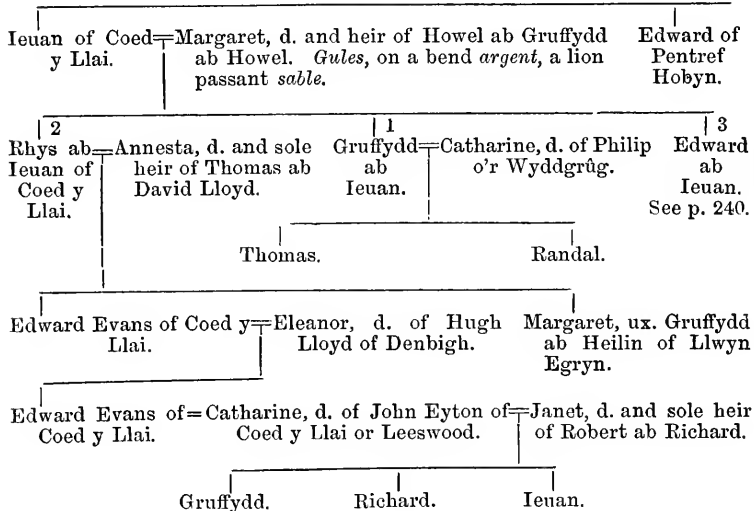 Ieuan of Coed=Margaret, d. and heir of Howel ab Gruffydd Edward of
y Llai. ab Howel. Gules, on a bend argent, a lion Pentref
passant sable. Hobyn.
2 1 3
Rhys ab=Annesta, d. and sole Gruffydd=Catharine, d. of Philip Edward
Ieuan of heir of Thomas ab ab o'r Wyddgrûg. ab
Coed y David Lloyd. Ieuan. Ieuan.
Llai. See p. 240.
Thomas. Randal.
Edward Evans of Coed y=Eleanor, d. of Hugh Margaret, ux. Gruffydd
Llai. Lloyd of Denbigh. ab Heilin of Llwyn
Egryn.
Edward Evans of=Catharine, d. of John Eyton of=Janet, d. and sole heir
Coed y Llai. Coed y Llai or Leeswood. of Robert ab Richard.
Gruffydd. Richard. Ieuan.